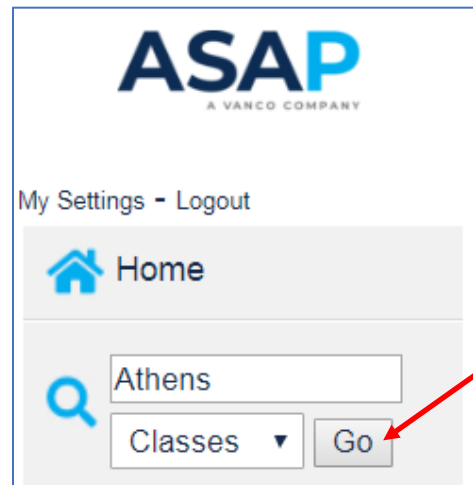 ASAP
A VANCO COMPANY
My Settings - Logout
Home
Athens
Classes
Go